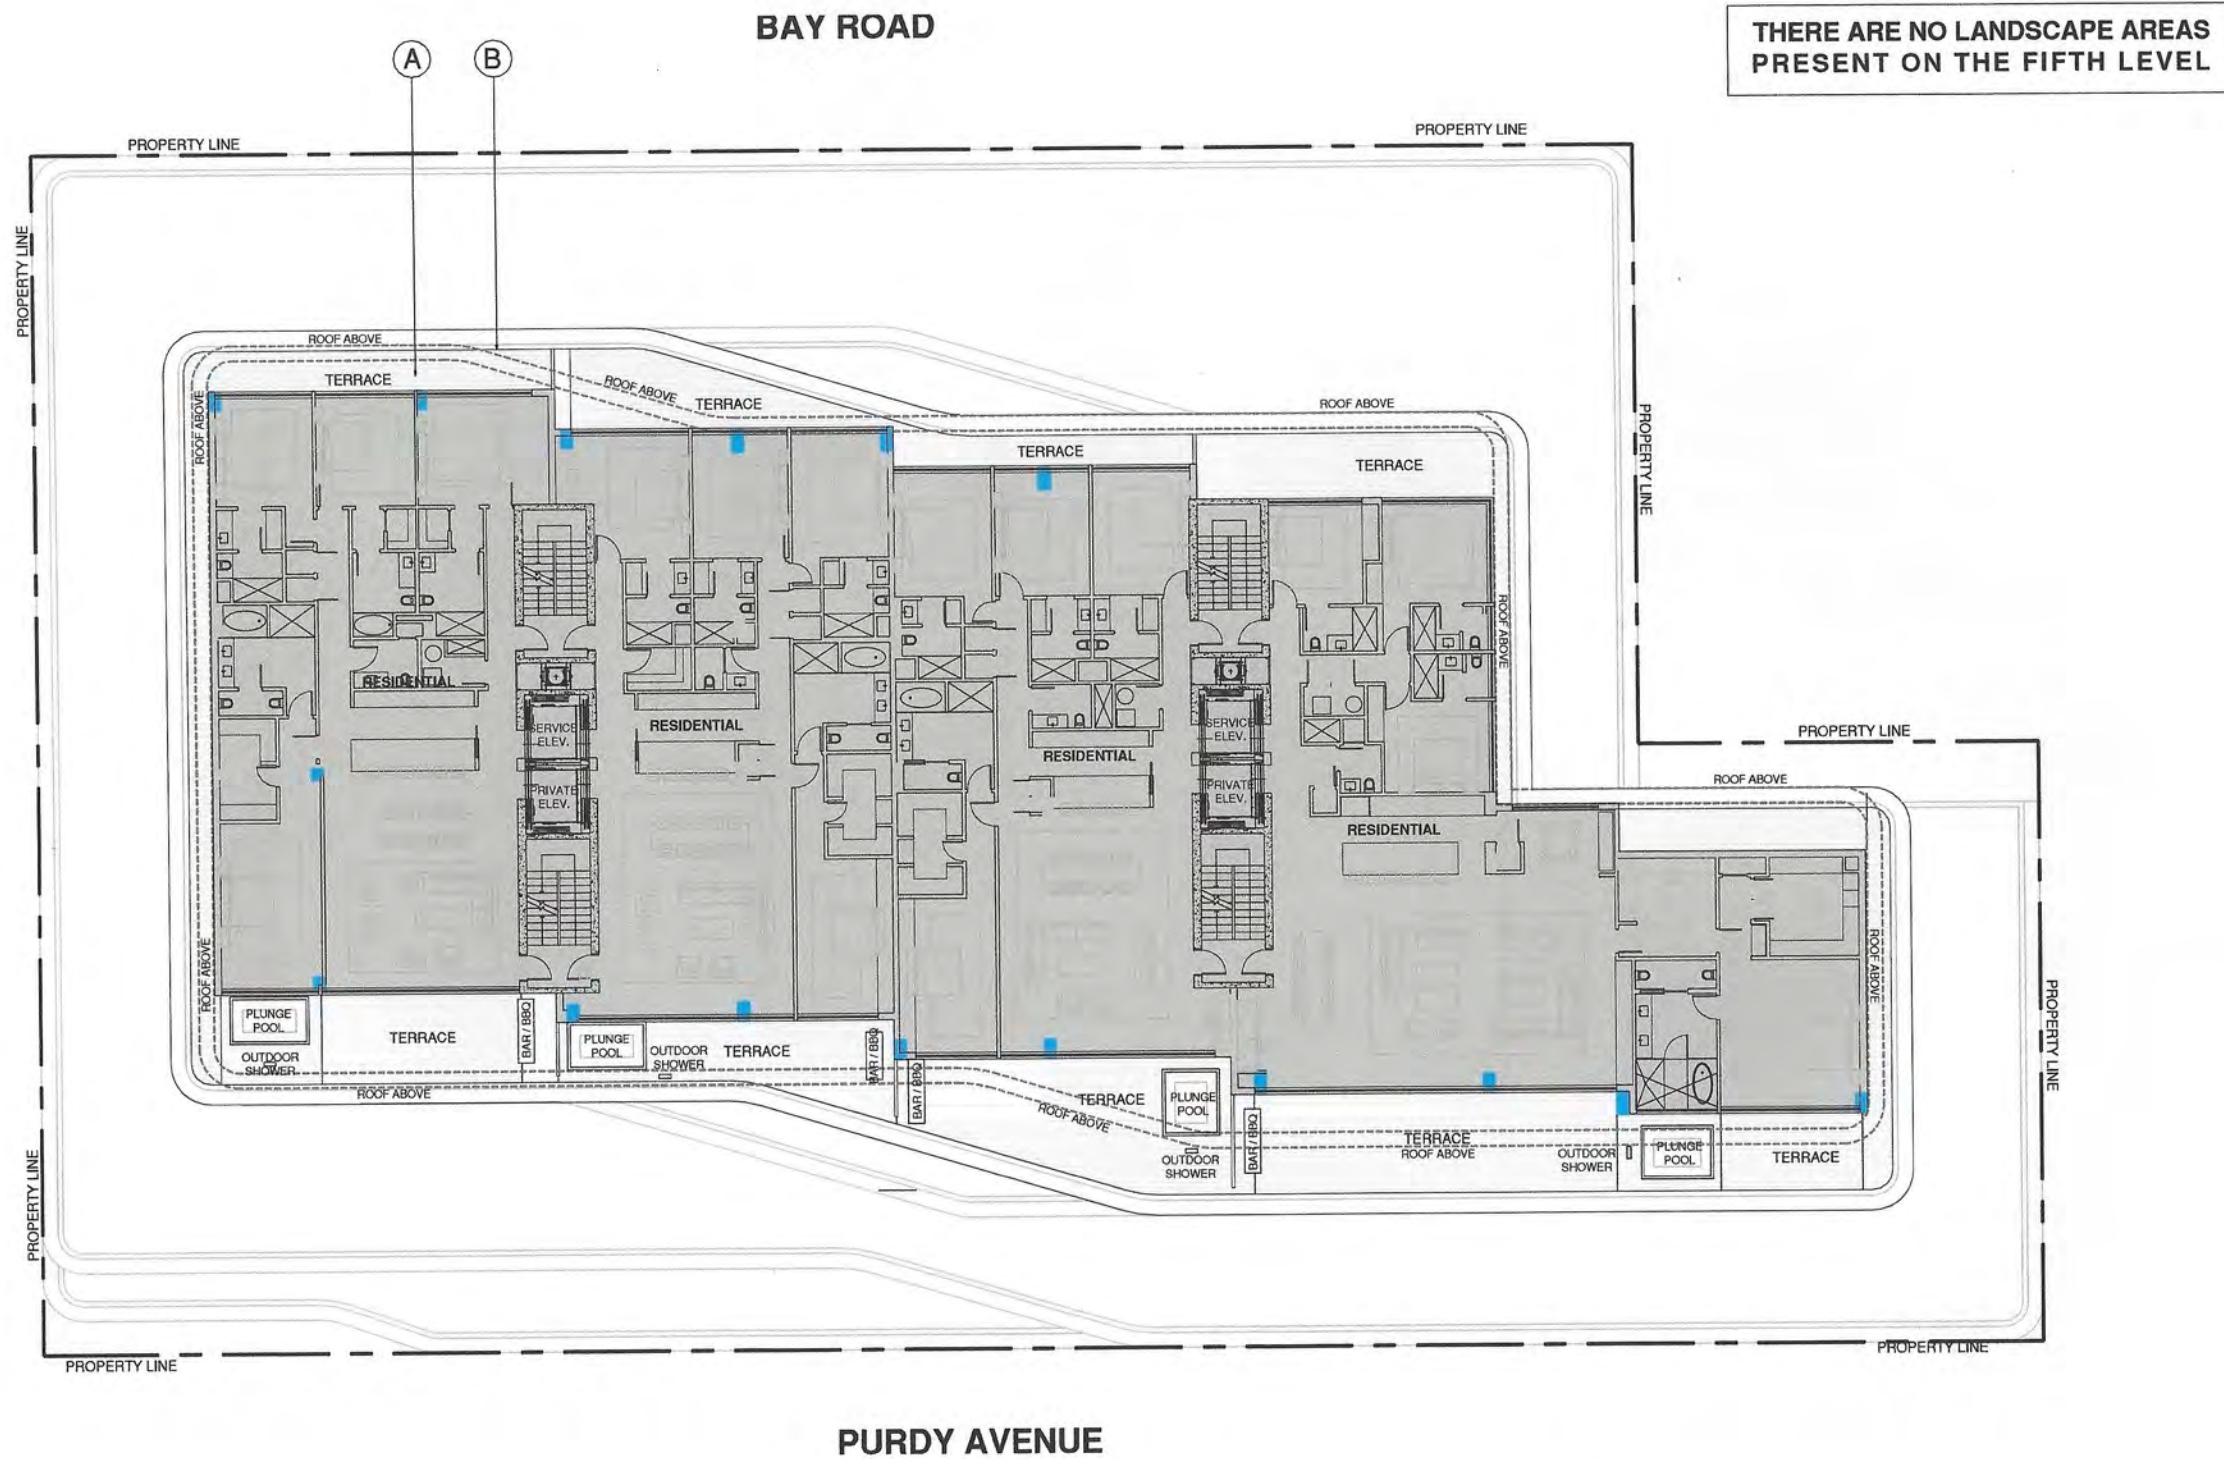 BAY ROAD
THERE ARE NO LANDSCAPE AREAS
PRESENT ON THE FIFTH LEVEL
A
B
PROPERTY LINE
PROPERTY LINE
PROPERTY LINE
ROOF ABOVE
TERRACE
ROOF ABOVE
ROOF ABOVE
TERRACE
ROOF ABOVE
TERRACE
TERRACE
PROPERTY LINE
ROOF ABOVE
RESIDENTIAL
RESIDENTIAL
RESIDENTIAL
SERVICE
ELEV.
SERVICE
ELEV.
PROPERTY LINE
ROOF ABOVE
PRIVATE
ELEV.
PRIVATE
ELEV.
RESIDENTIAL
ROOF ABOVE
ROOF ABOVE
PLUNGE
POOL
TERRACE
BAR / BBQ
OUTDOOR
SHOWER
PLUNGE
POOL
OUTDOOR
SHOWER
TERRACE
BAR / BBQ
BAR / BBQ
PROPERTY LINE
ROOF ABOVE
TERRACE
ROOF ABOVE
PLUNGE
POOL
OUTDOOR
SHOWER
BAR / BBQ
TERRACE
ROOF ABOVE
OUTDOOR
SHOWER
PLUNGE
POOL
TERRACE
PROPERTY LINE
PROPERTY LINE
PROPERTY LINE
PURDY AVENUE